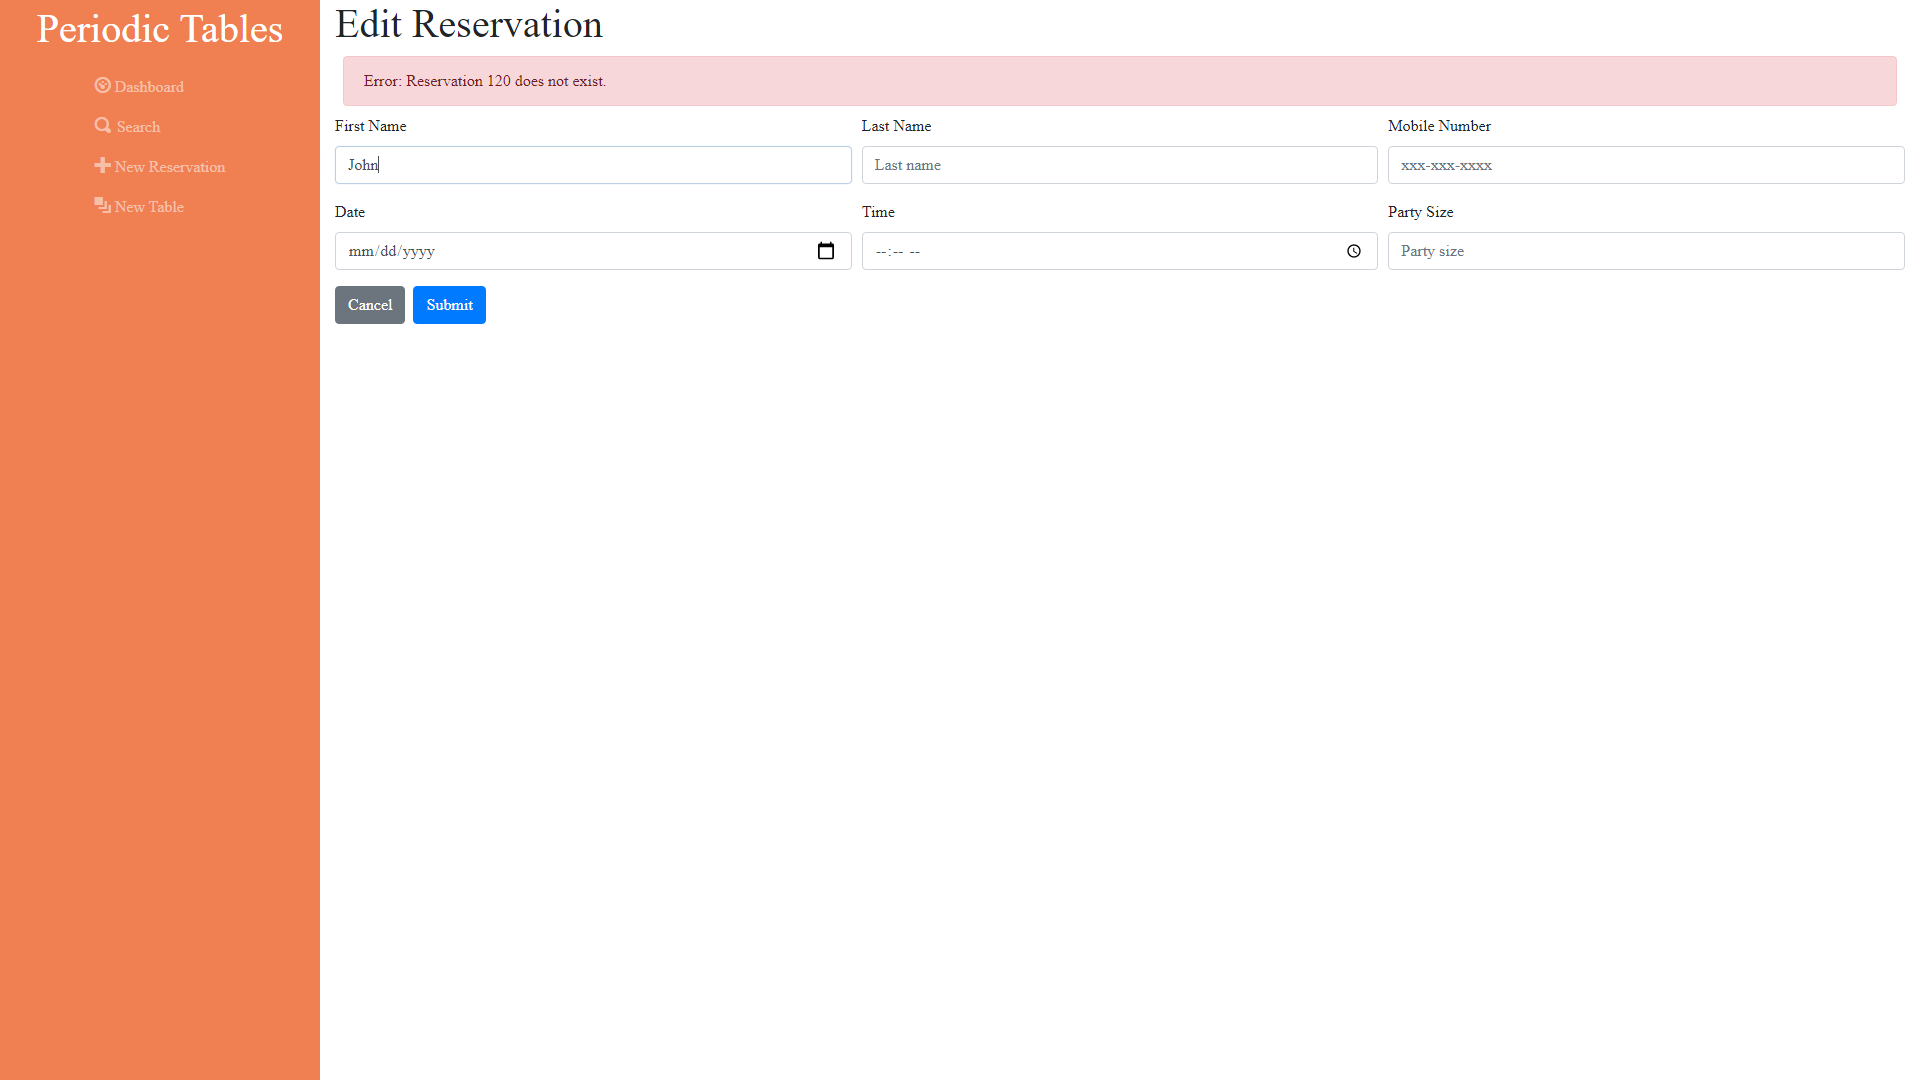 Periodic Tables
Dashboard
Search
New Reservation
New Table
Edit Reservation
Error: Reservation 120 does not exist.
First Name
Last Name
Mobile Number
John
Last name
xxx-xxx-xxxx
Date
Time
Party Size
mm/dd/yyyy
--:-- --
Party size
Cancel
Submit